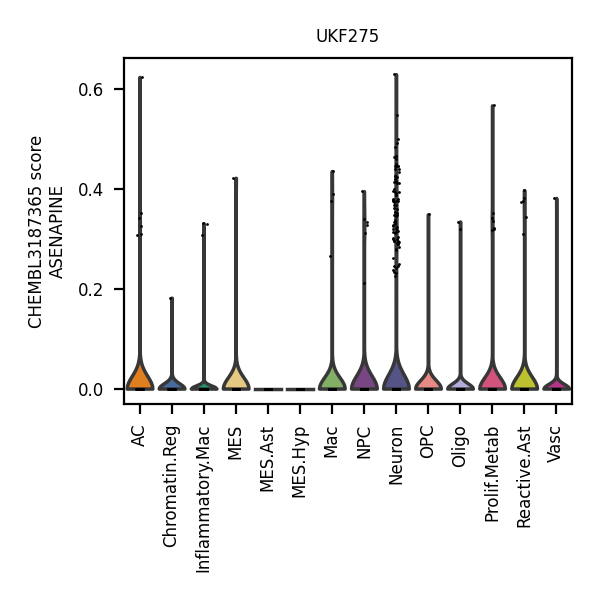 UKF275
CHEMBL3187365 score
ASENAPINE
0.6
0.4
0.2
0.0
AC
Chromatin.Reg
Inflammatory.Mac
MES
MES.Ast
MES.Hyp
Mac
NPC
Neuron
OPC
Oligo
Prolif.Metab
Reactive.Ast
Vasc